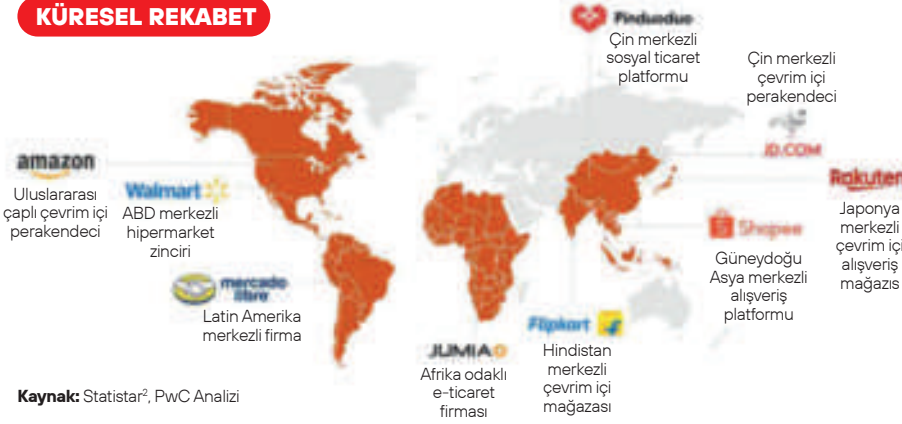 KÜRESEL REKABET
Pinduoduo
Çin merkezli
sosyal ticaret
platformu
Çin merkezli
çevrim içi
perakendeci
JD.COM
amazon
Uluslararası
çaplı çevrim içi
perakendeci
Walmart
ABD merkezli
hipermarket
zinciri
Rakuten
Japonya
merkezli
çevrim içi
alışveriş
mağazıs
Shopee
Güneydoğu
Asya merkezli
alışveriş
platformu
mercado
libre
Latin Amerika
merkezli firma
Flipkart
Hindistan
merkezli
çevrim içi
mağazası
JUMIA
Afrika odaklı
e-ticaret
firması
Kaynak: Statistar², PwC Analizi